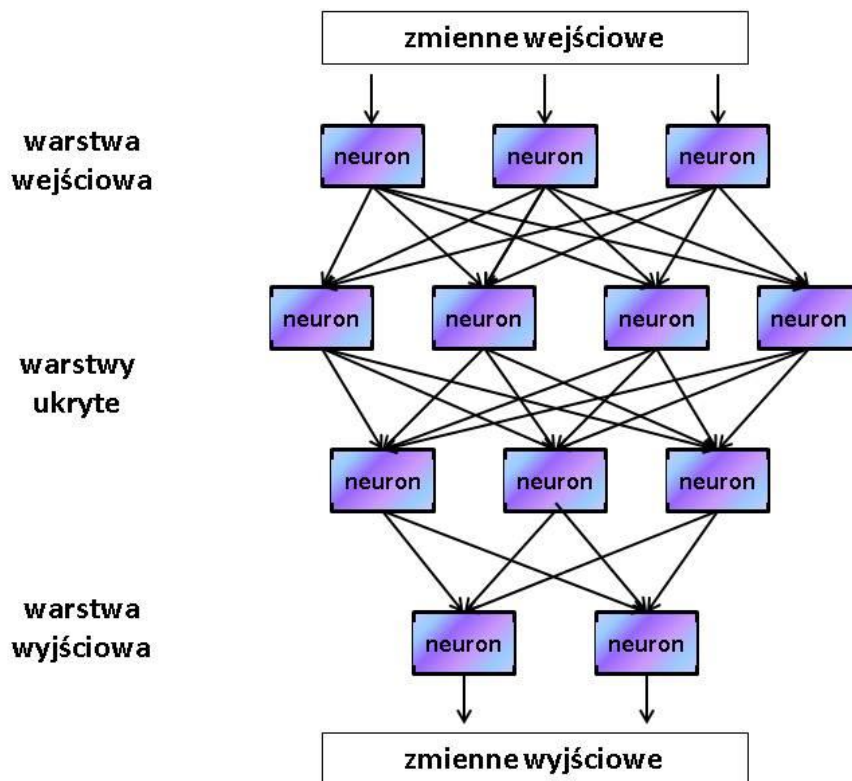 zmienne wejściowe
warstwa
wejściowa
neuron neuron neuron
neuron neuron neuron neuron
warstwy
ukryte
neuron neuron neuron
warstwa
wyjściowa
neuron neuron
zmienne wyjściowe